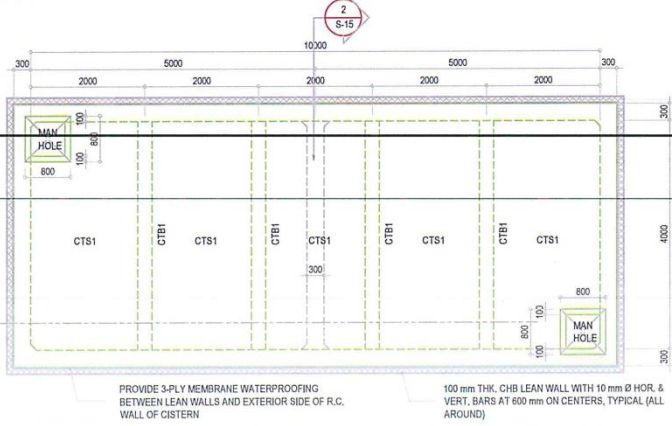 2
S-15
10000
300
5000
5000
300
2000
2000
2000
2000
2000
MAN
HOLE
100
800
100
800
300
CTS1
CTB1
CTS1
CTB1
CTS1
CTB1
CTS1
CTB1
CTS1
4000
300
800
100
800
100
MAN
HOLE
300
PROVIDE 3-PLY MEMBRANE WATERPROOFING
BETWEEN LEAN WALLS AND EXTERIOR SIDE OF R.C.
WALL OF CISTERN
100 mm THK. CHB LEAN WALL WITH 10 mm Ø HOR. &
VERT. BARS AT 600 mm ON CENTERS, TYPICAL (ALL
AROUND)